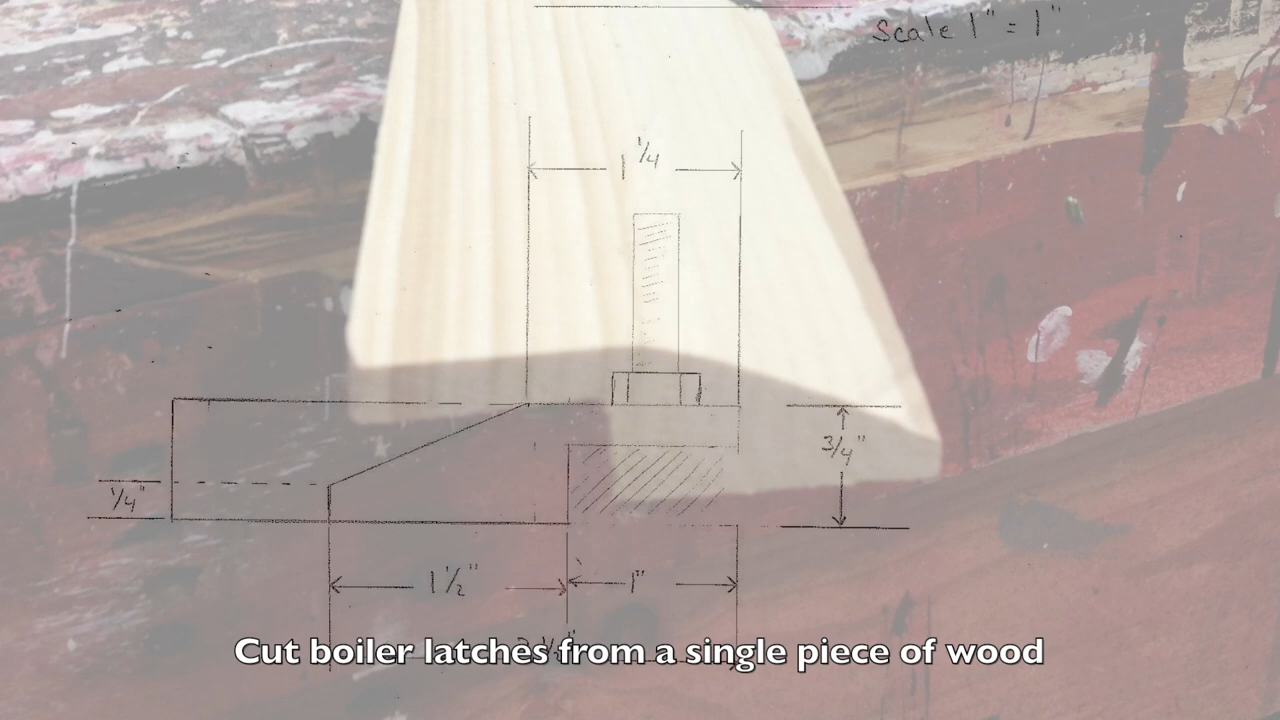 Scale 1" = 1"
1 1/4
3/4"
1/4"
1 1/2"
1"
Cut boiler latches from a single piece of wood